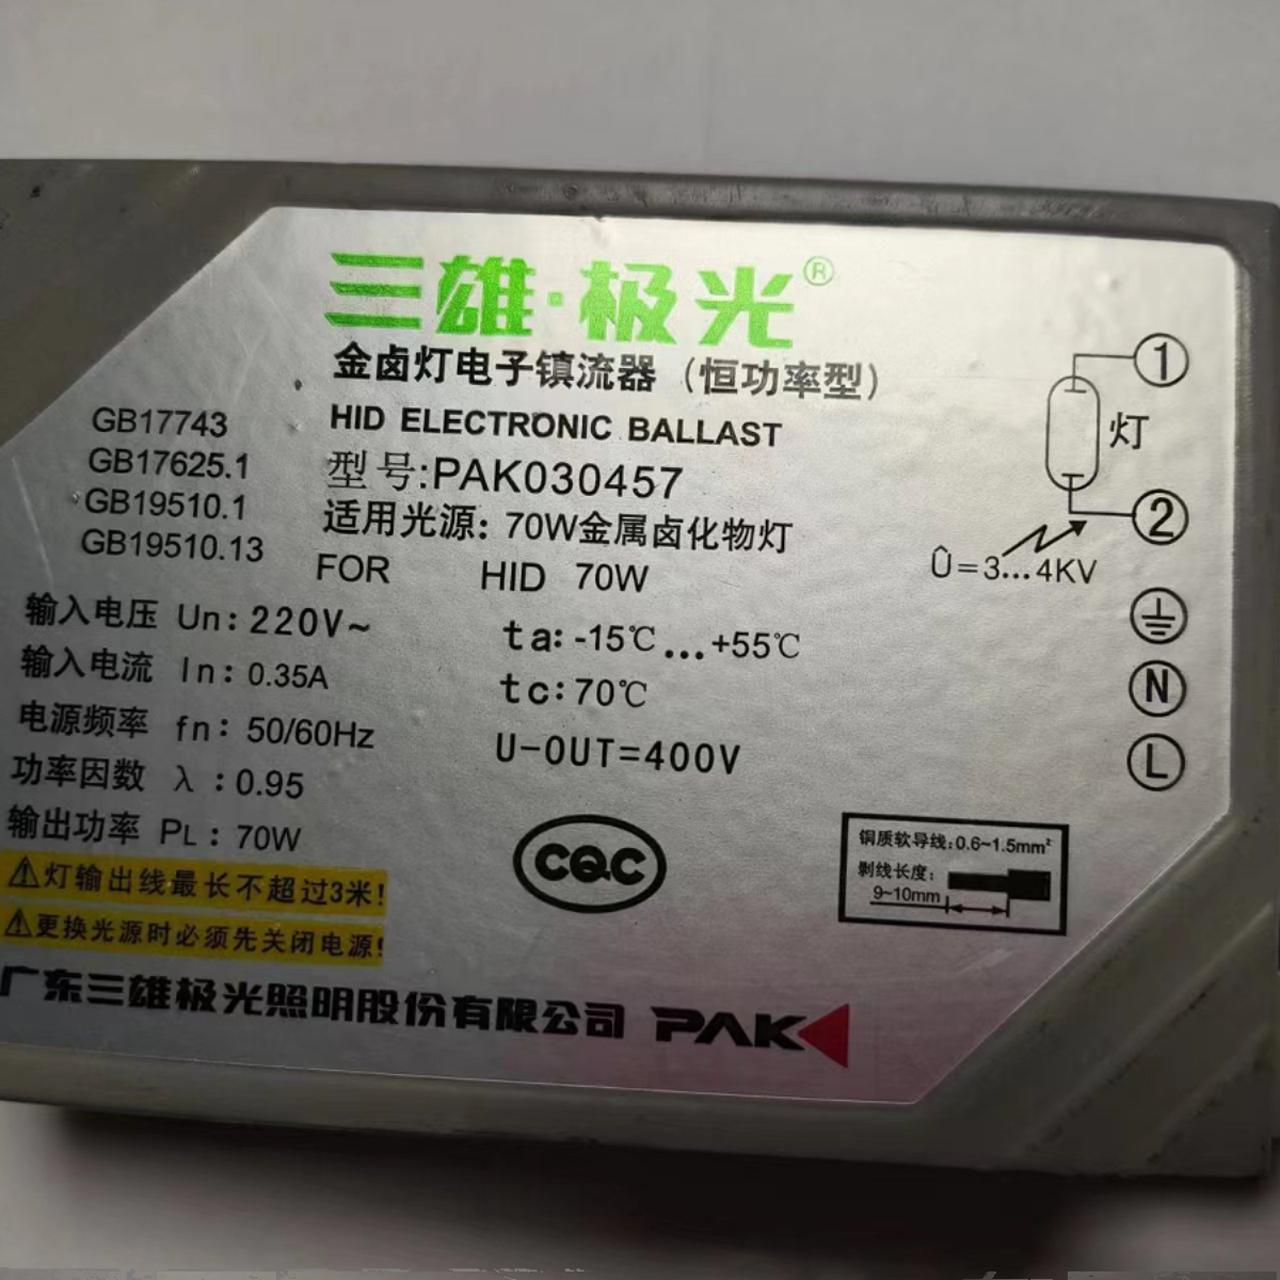 三雄·极光®
金卤灯电子镇流器（恒功率型）
HID ELECTRONIC BALLAST
型号:PAK030457
适用光源: 70W金属卤化物灯
FOR HID 70W
GB17743
GB17625.1
GB19510.1
GB19510.13
输入电压 Un: 220V~
输入电流 In: 0.35A
电源频率 fn: 50/60Hz
功率因数 λ: 0.95
输出功率 PL: 70W
ta: -15℃...+55℃
tc: 70℃
U-OUT=400V
①
灯
②
Û=3...4KV
N
L
CQC
铜质软导线:0.6~1.5mm²
剥线长度:
9~10mm
⚠灯输出线最长不超过3米!
⚠更换光源时必须先关闭电源!
广东三雄极光照明股份有限公司 PAK